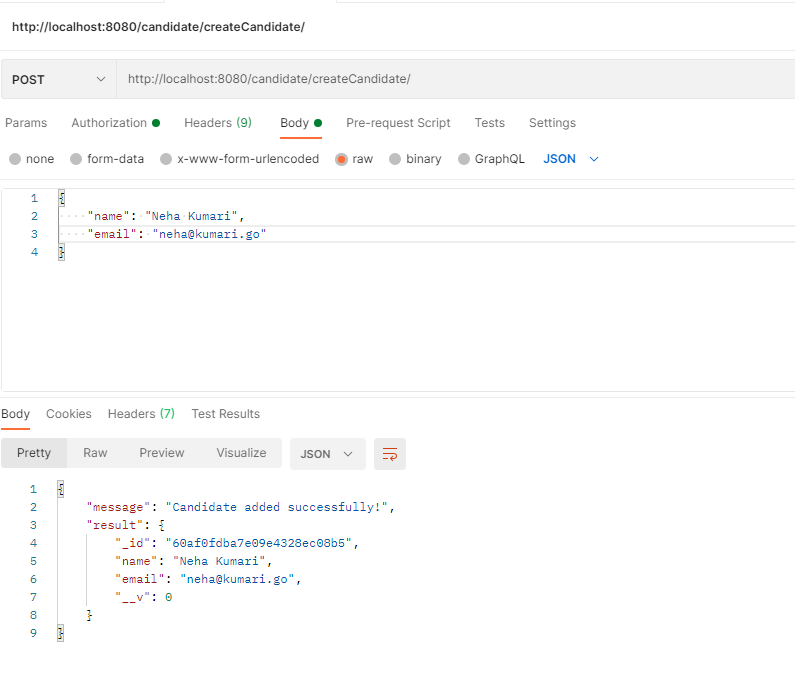 http://localhost:8080/candidate/createCandidate/
POST http://localhost:8080/candidate/createCandidate/
Params Authorization Headers (9) Body Pre-request Script Tests Settings
none form-data x-www-form-urlencoded raw binary GraphQL JSON
1 {
2 "name": "Neha Kumari",
3 "email": "neha@kumari.go"
4 }
Body Cookies Headers (7) Test Results
Pretty Raw Preview Visualize JSON
1 {
2 "message": "Candidate added successfully!",
3 "result": {
4 "_id": "60af0fdba7e09e4328ec08b5",
5 "name": "Neha Kumari",
6 "email": "neha@kumari.go",
7 "__v": 0
8 }
9 }